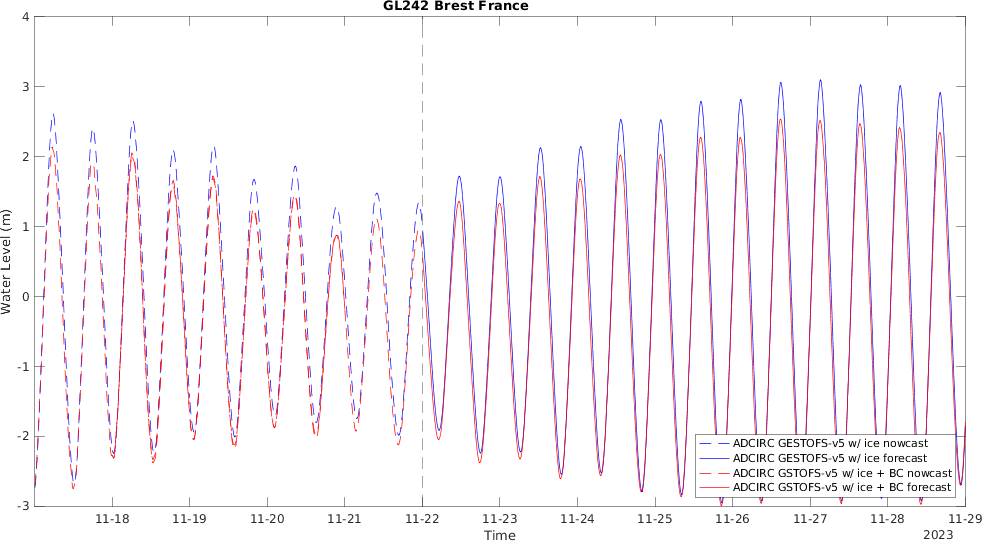 GL242 Brest France
4
3
2
1
0
-1
-2
-3
Water Level (m)
ADCIRC GESTOFS-v5 w/ ice nowcast
ADCIRC GESTOFS-v5 w/ ice forecast
ADCIRC GSTOFS-v5 w/ ice + BC nowcast
ADCIRC GSTOFS-v5 w/ ice + BC forecast
11-18 11-19 11-20 11-21 11-22 11-23 11-24 11-25 11-26 11-27 11-28 11-29
Time
2023